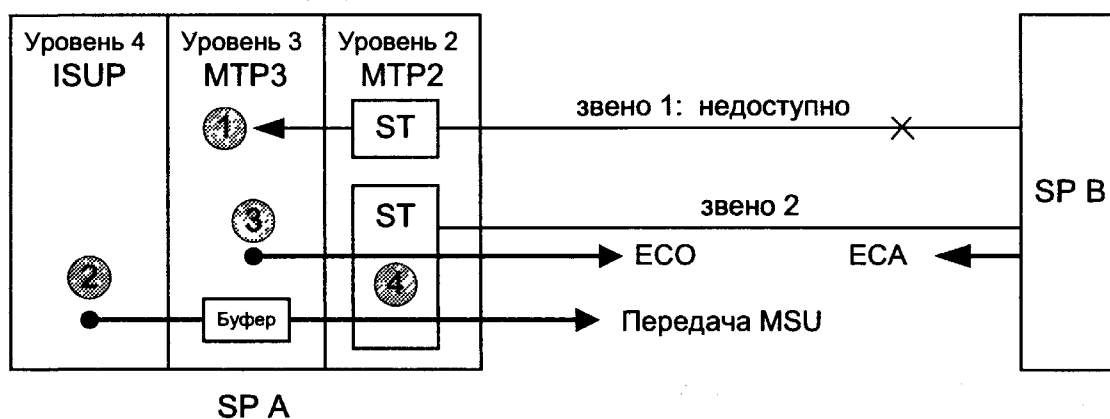 Уровень 4
ISUP
Уровень 3
MTP3
Уровень 2
MTP2
1
ST
звено 1: недоступно
SP B
3
ST
звено 2
ECO
ECA
2
4
Буфер
Передача MSU
SP A